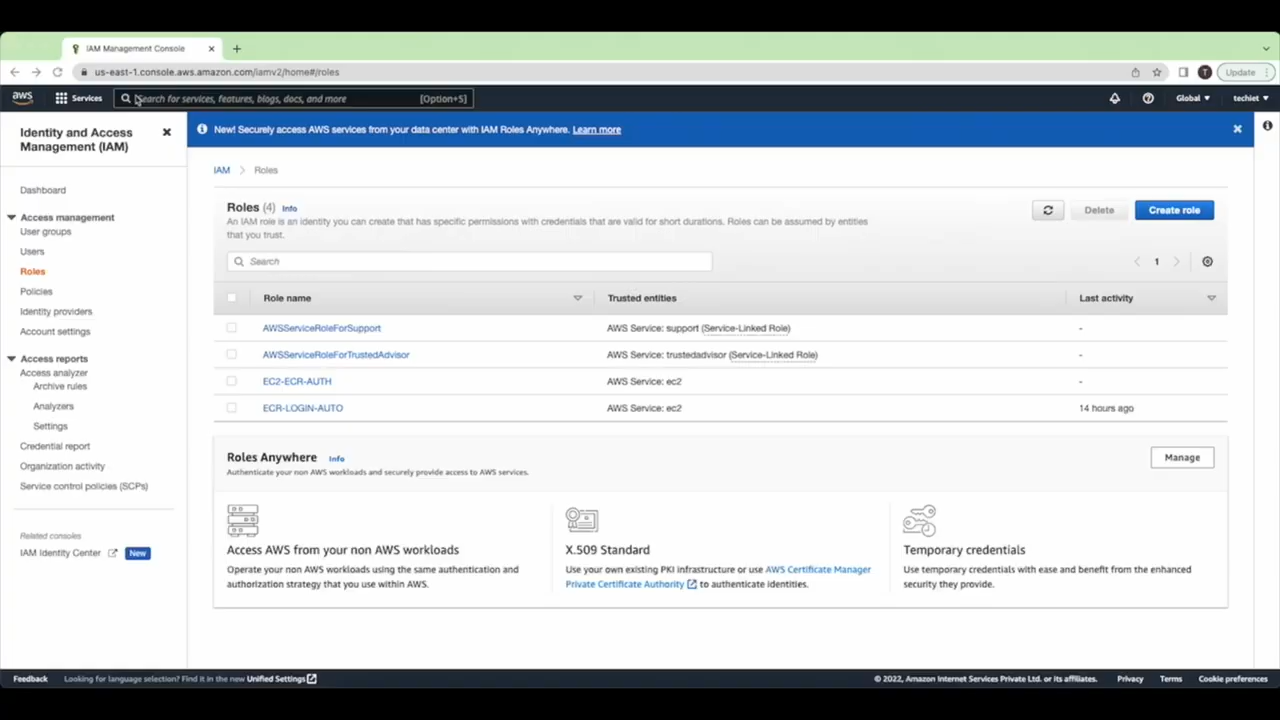 IAM Management Console
us-east-1.console.aws.amazon.com/iamv2/home#/roles
Update
aws
Services
Search for services, features, blogs, docs, and more
[Option+S]
Global
techiet
Identity and Access
Management (IAM)
New! Securely access AWS services from your data center with IAM Roles Anywhere. Learn more
Dashboard
Access management
User groups
Users
Roles
Policies
Identity providers
Account settings
Access reports
Access analyzer
Archive rules
Analyzers
Settings
Credential report
Organization activity
Service control policies (SCPs)
Related consoles
IAM Identity Center
New
IAM > Roles
Roles (4) Info
An IAM role is an identity you can create that has specific permissions with credentials that are valid for short durations. Roles can be assumed by entities
that you trust.
Delete
Create role
Search
1
Role name Trusted entities Last activity
AWSServiceRoleForSupport AWS Service: support (Service-Linked Role) -
AWSServiceRoleForTrustedAdvisor AWS Service: trustedadvisor (Service-Linked Role) -
EC2-ECR-AUTH AWS Service: ec2 -
ECR-LOGIN-AUTO AWS Service: ec2 14 hours ago
Roles Anywhere Info
Authenticate your non AWS workloads and securely provide access to AWS services.
Manage
Access AWS from your non AWS workloads
Operate your non AWS workloads using the same authentication and
authorization strategy that you use within AWS.
X.509 Standard
Use your own existing PKI infrastructure or use AWS Certificate Manager
Private Certificate Authority to authenticate identities.
Temporary credentials
Use temporary credentials with ease and benefit from the enhanced
security they provide.
Feedback
Looking for language selection? Find it in the new Unified Settings
© 2022, Amazon Internet Services Private Ltd. or its affiliates.
Privacy
Terms
Cookie preferences